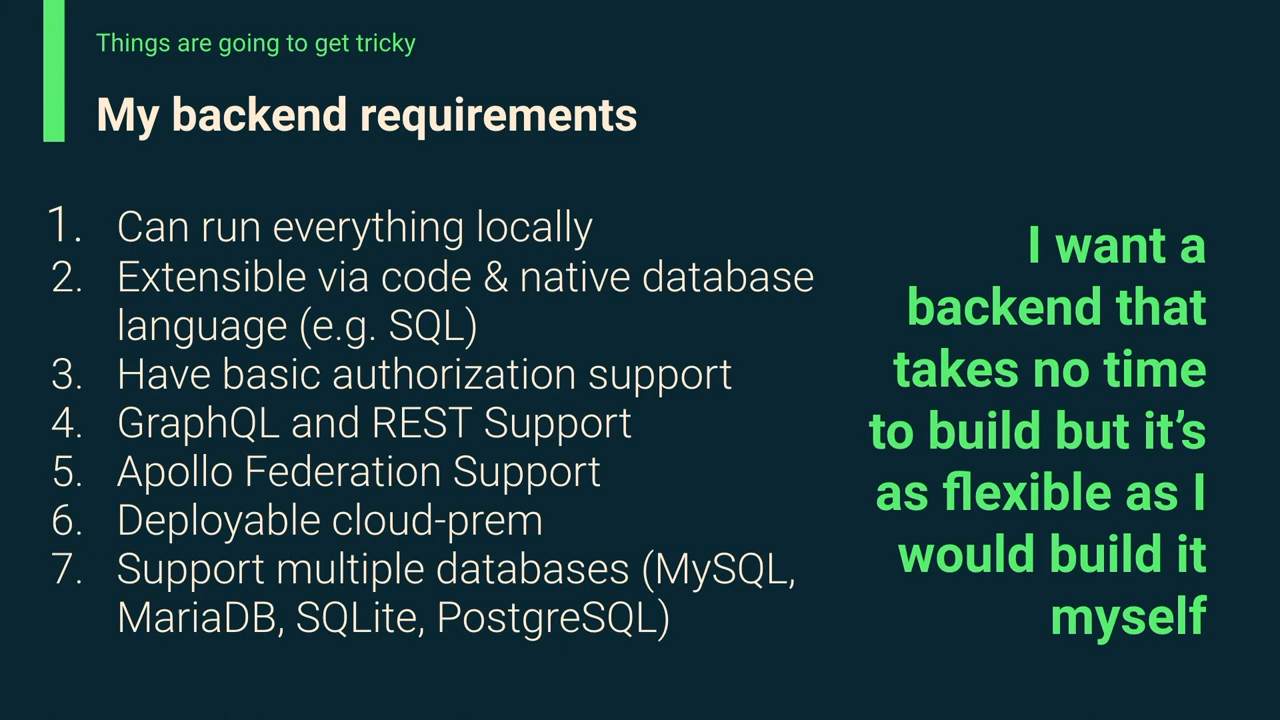 Things are going to get tricky
My backend requirements
1. Can run everything locally
2. Extensible via code & native database
language (e.g. SQL)
3. Have basic authorization support
4. GraphQL and REST Support
5. Apollo Federation Support
6. Deployable cloud-prem
7. Support multiple databases (MySQL,
MariaDB, SQLite, PostgreSQL)
I want a
backend that
takes no time
to build but it’s
as flexible as I
would build it
myself